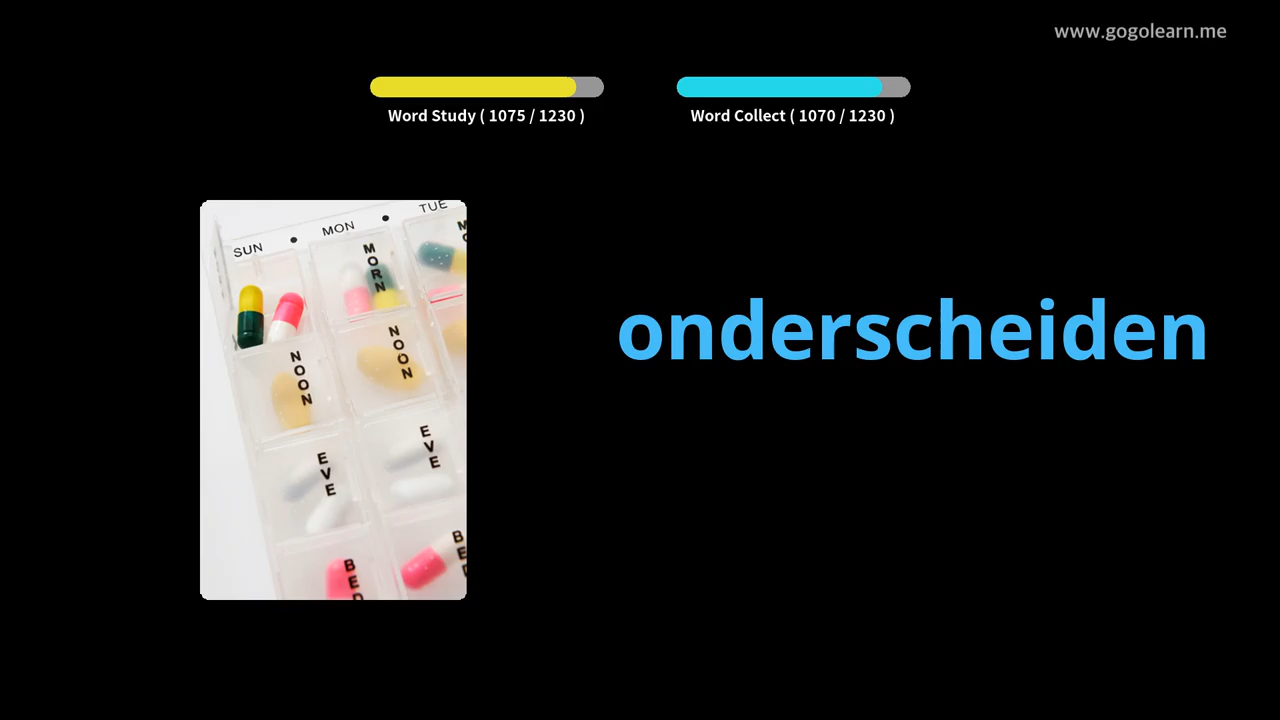 www.gogolearn.me
Word Study ( 1075 / 1230 )
Word Collect ( 1070 / 1230 )
SUN • MON • TUE
MORN
NOON
NOON
EVE
EVE
BED
onderscheiden